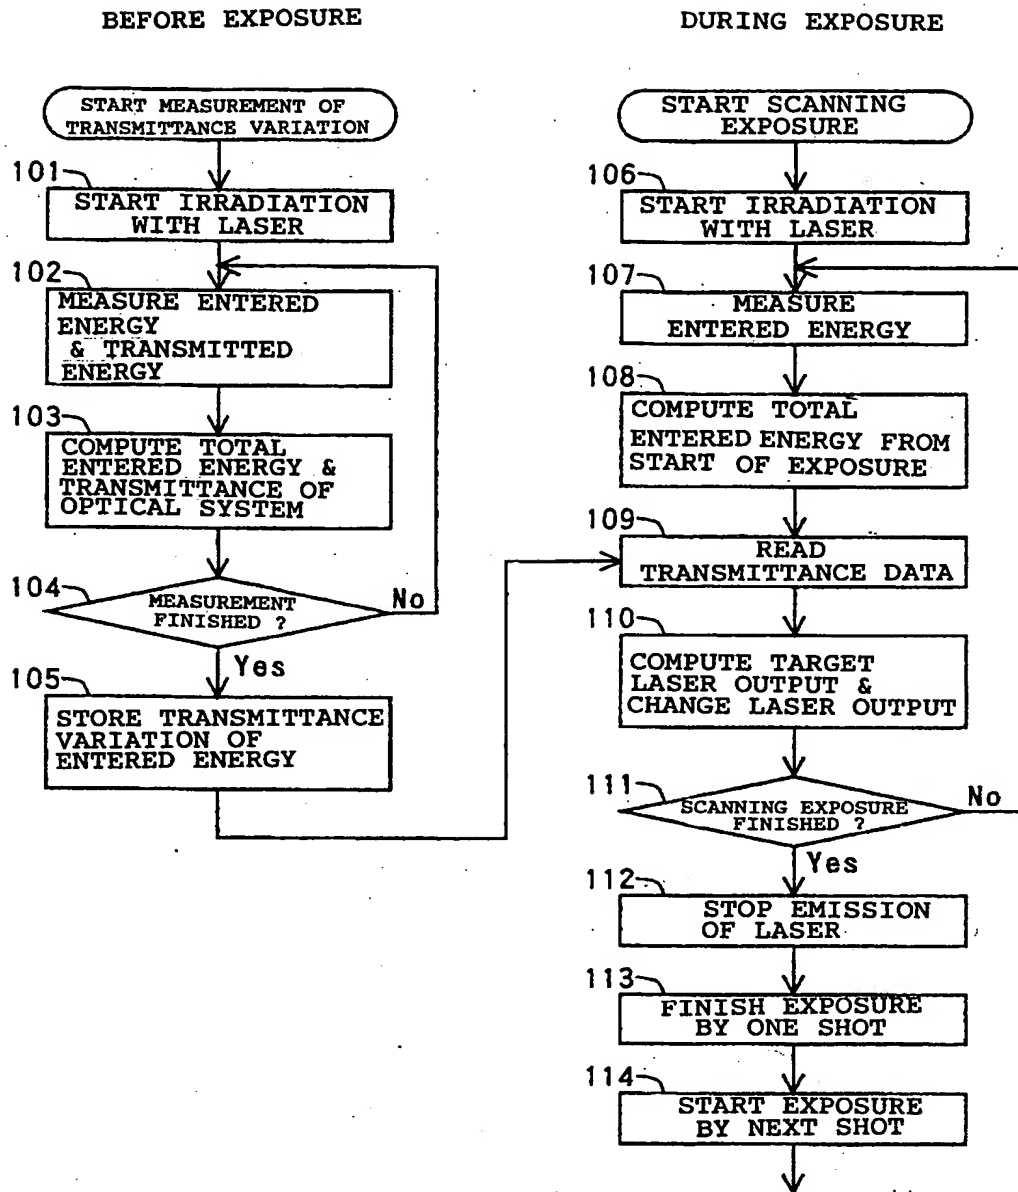 BEFORE EXPOSURE
START MEASUREMENT OF
TRANSMITTANCE VARIATION
101
START IRRADIATION
WITH LASER
102
MEASURE ENTERED
ENERGY
& TRANSMITTED
ENERGY
103
COMPUTE TOTAL
ENTERED ENERGY &
TRANSMITTANCE OF
OPTICAL SYSTEM
104
MEASUREMENT
FINISHED ?
No
Yes
105
STORE TRANSMITTANCE
VARIATION OF
ENTERED ENERGY
DURING EXPOSURE
START SCANNING
EXPOSURE
106
START IRRADIATION
WITH LASER
107
MEASURE
ENTERED ENERGY
108
COMPUTE TOTAL
ENTERED ENERGY FROM
START OF EXPOSURE
109
READ
TRANSMITTANCE DATA
110
COMPUTE TARGET
LASER OUTPUT &
CHANGE LASER OUTPUT
111
SCANNING EXPOSURE
FINISHED ?
No
Yes
112
STOP EMISSION
OF LASER
113
FINISH EXPOSURE
BY ONE SHOT
114
START EXPOSURE
BY NEXT SHOT